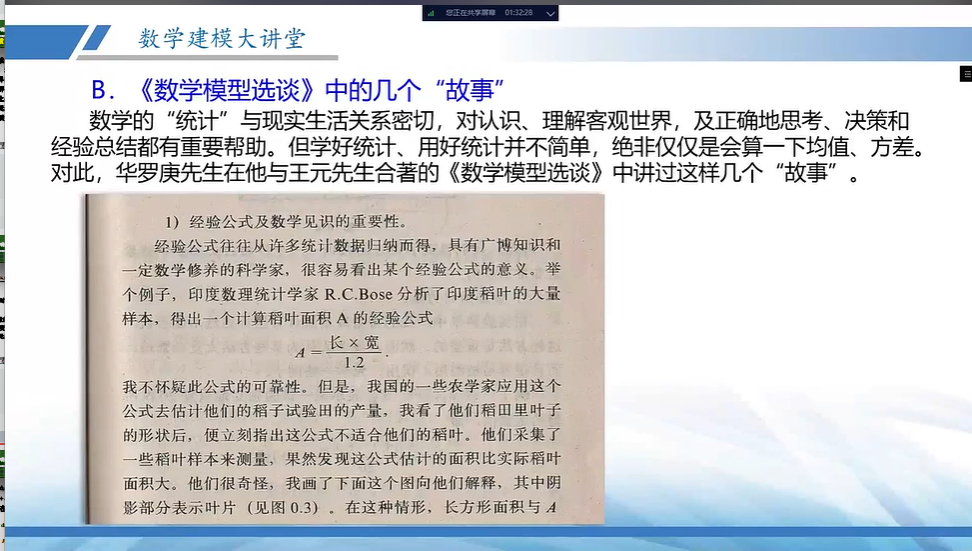 您正在共享屏幕 01:32:28
数学建模大讲堂
B. 《数学模型选谈》中的几个“故事”
数学的“统计”与现实生活关系密切，对认识、理解客观世界，及正确地思考、决策和
经验总结都有重要帮助。但学好统计、用好统计并不简单，绝非仅仅是会算一下均值、方差。
对此，华罗庚先生在他与王元先生合著的《数学模型选谈》中讲过这样几个“故事”。
1）经验公式及数学见识的重要性。
经验公式往往从许多统计数据归纳而得，具有广博知识和
一定数学修养的科学家，很容易看出某个经验公式的意义。举
个例子，印度数理统计学家 R.C.Bose 分析了印度稻叶的大量
样本，得出一个计算稻叶面积 A 的经验公式
A = 长 × 宽 / 1.2 .
我不怀疑此公式的可靠性。但是，我国的一些农学家应用这个
公式去估计他们的稻子试验田的产量，我看了他们稻田里叶子
的形状后，便立刻指出这公式不适合他们的稻叶。他们采集了
一些稻叶样本来测量，果然发现这公式估计的面积比实际稻叶
面积大。他们很奇怪，我画了下面这个图向他们解释，其中阴
影部分表示叶片（见图 0.3）。在这种情形，长方形面积与 A